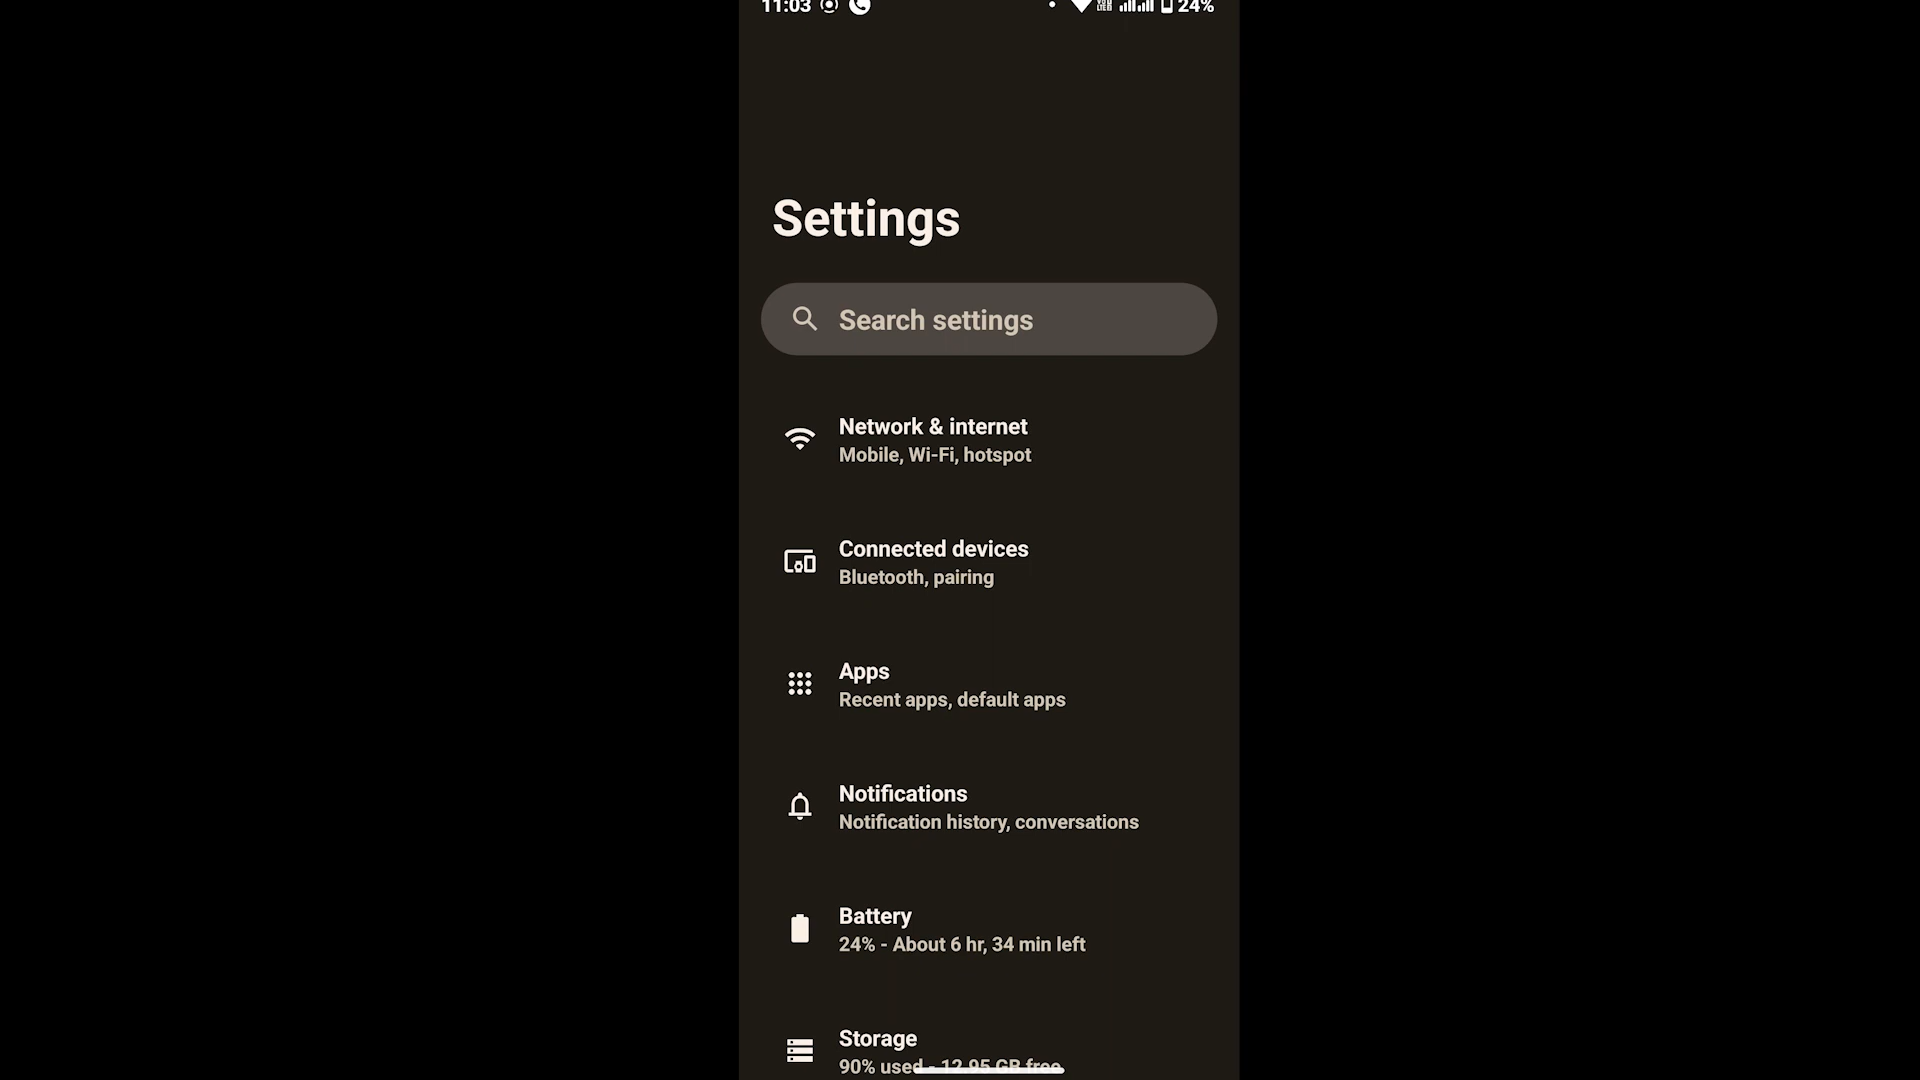 11:03 24%
Settings
Search settings
Network & internet
Mobile, Wi-Fi, hotspot
Connected devices
Bluetooth, pairing
Apps
Recent apps, default apps
Notifications
Notification history, conversations
Battery
24% - About 6 hr, 34 min left
Storage
90% used - 12.95 GB free